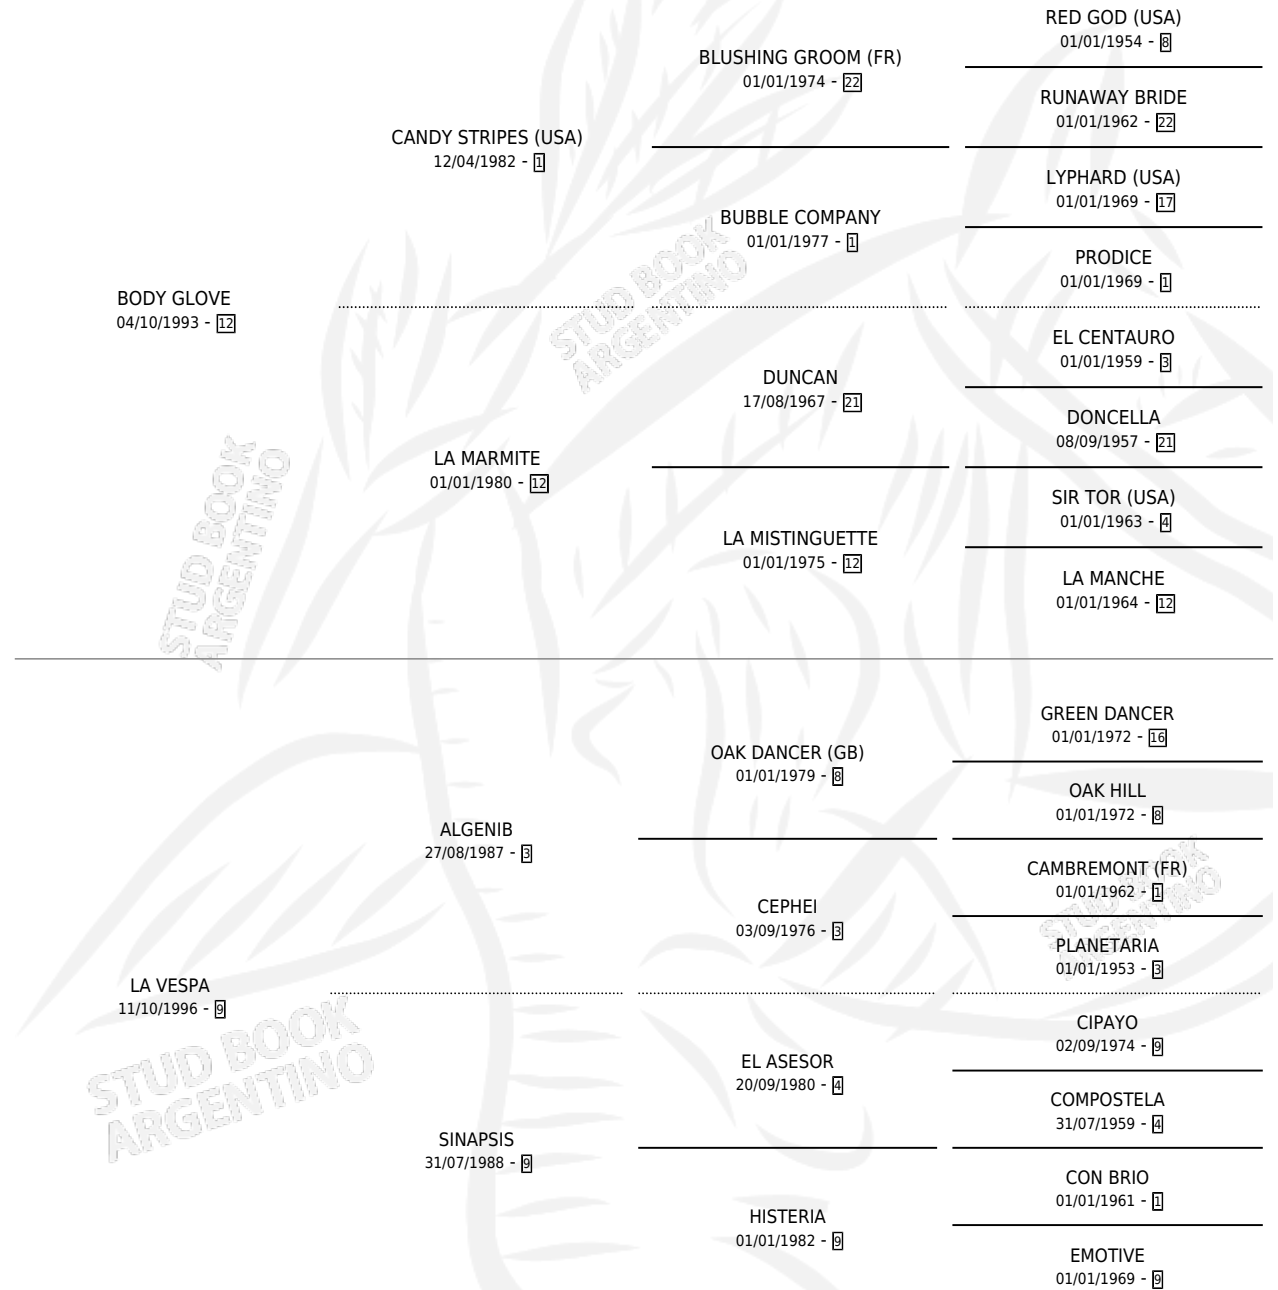 RED GOD (USA)
01/01/1954 - 8
BLUSHING GROOM (FR)
01/01/1974 - 22
RUNAWAY BRIDE
01/01/1962 - 22
CANDY STRIPES (USA)
12/04/1982 - 1
LYPHARD (USA)
01/01/1969 - 17
BUBBLE COMPANY
01/01/1977 - 1
PRODICE
01/01/1969 - 1
BODY GLOVE
04/10/1993 - 12
EL CENTAURO
01/01/1959 - 3
DUNCAN
17/08/1967 - 21
DONCELLA
08/09/1957 - 21
LA MARMITE
01/01/1980 - 12
SIR TOR (USA)
01/01/1963 - 4
LA MISTINGUETTE
01/01/1975 - 12
LA MANCHE
01/01/1964 - 12
GREEN DANCER
01/01/1972 - 16
OAK DANCER (GB)
01/01/1979 - 8
OAK HILL
01/01/1972 - 8
ALGENIB
27/08/1987 - 3
CAMBREMONT (FR)
01/01/1962 - 1
CEPHEI
03/09/1976 - 3
PLANETARIA
01/01/1953 - 3
LA VESPA
11/10/1996 - 9
CIPAYO
02/09/1974 - 9
EL ASESOR
20/09/1980 - 4
COMPOSTELA
31/07/1959 - 4
SINAPSIS
31/07/1988 - 9
CON BRIO
01/01/1961 - 1
HISTERIA
01/01/1982 - 9
EMOTIVE
01/01/1969 - 9
STUD BOOK
ARGENTINO
STUD BOOK
ARGENTINO
STUD BOOK
ARGENTINO
STUD BOOK
ARGENTINO